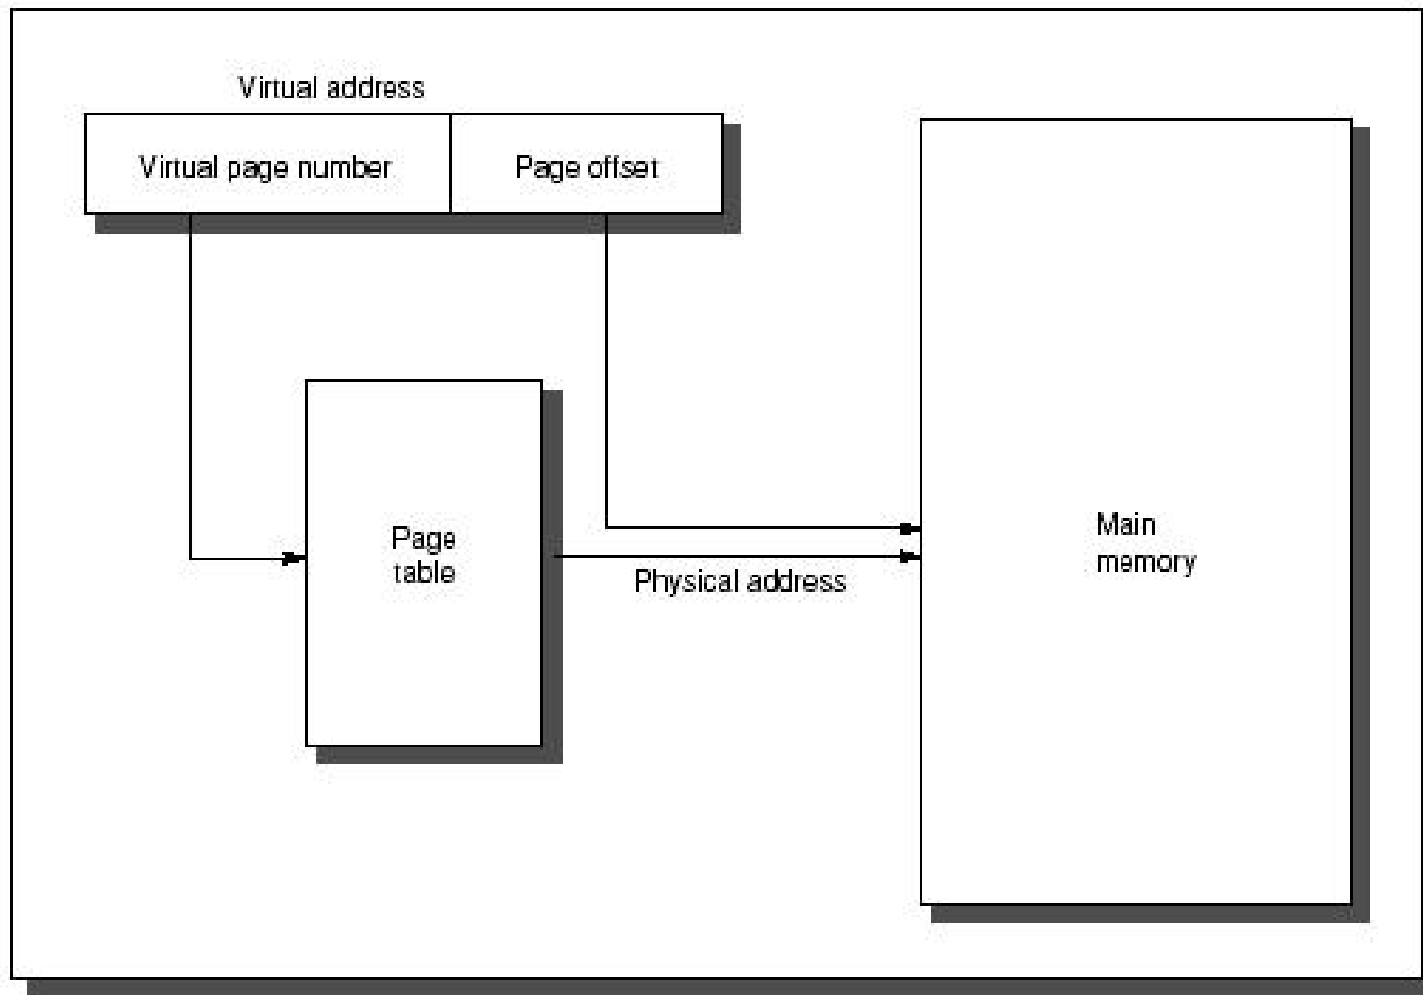 Virtual address
Virtual page number
Page offset
Page
table
Physical address
Main
memory